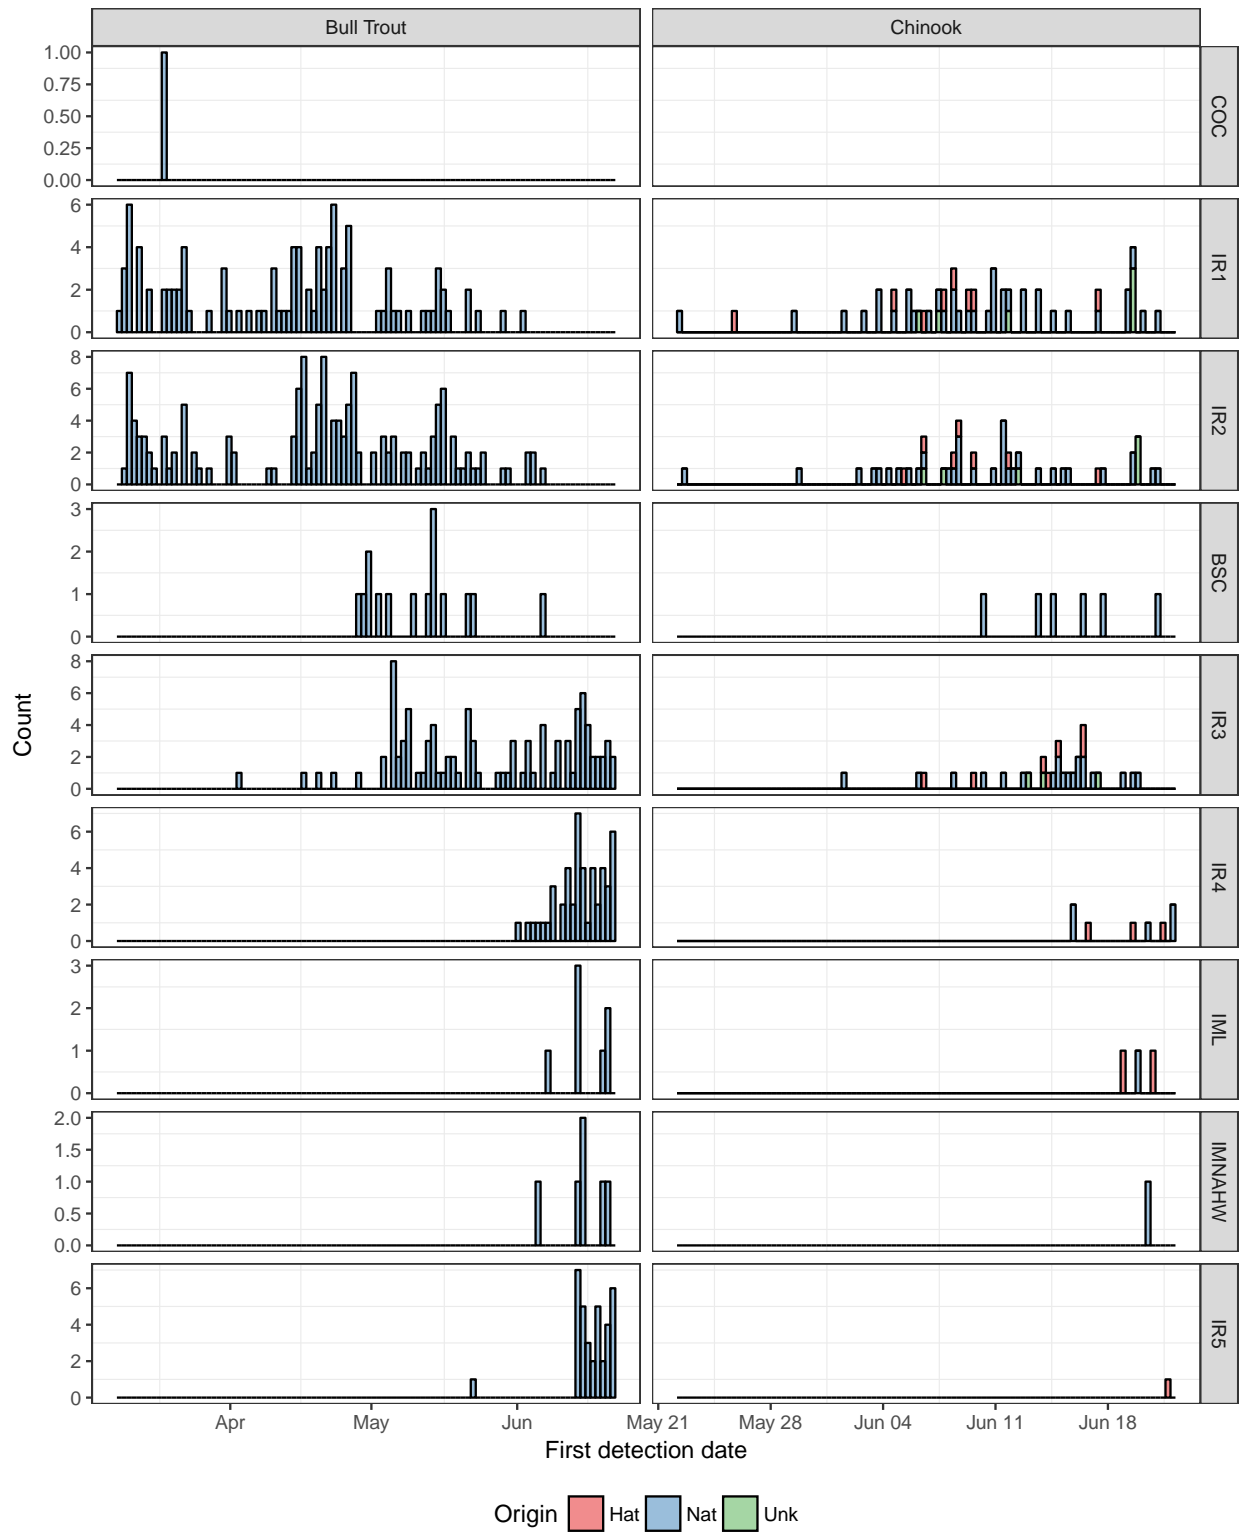 Bull Trout Chinook
1.00
0.75
0.50
0.25
0.00
COC
6
4
2
0
IR1
8
6
4
2
0
IR2
3
2
1
0
BSC
8
6
4
2
0
IR3
6
4
2
0
IR4
3
2
1
0
IML
2.0
1.5
1.0
0.5
0.0
IMNAHW
6
4
2
0
IR5
Count
Apr May Jun May 21 May 28 Jun 04 Jun 11 Jun 18
First detection date
Origin Hat Nat Unk